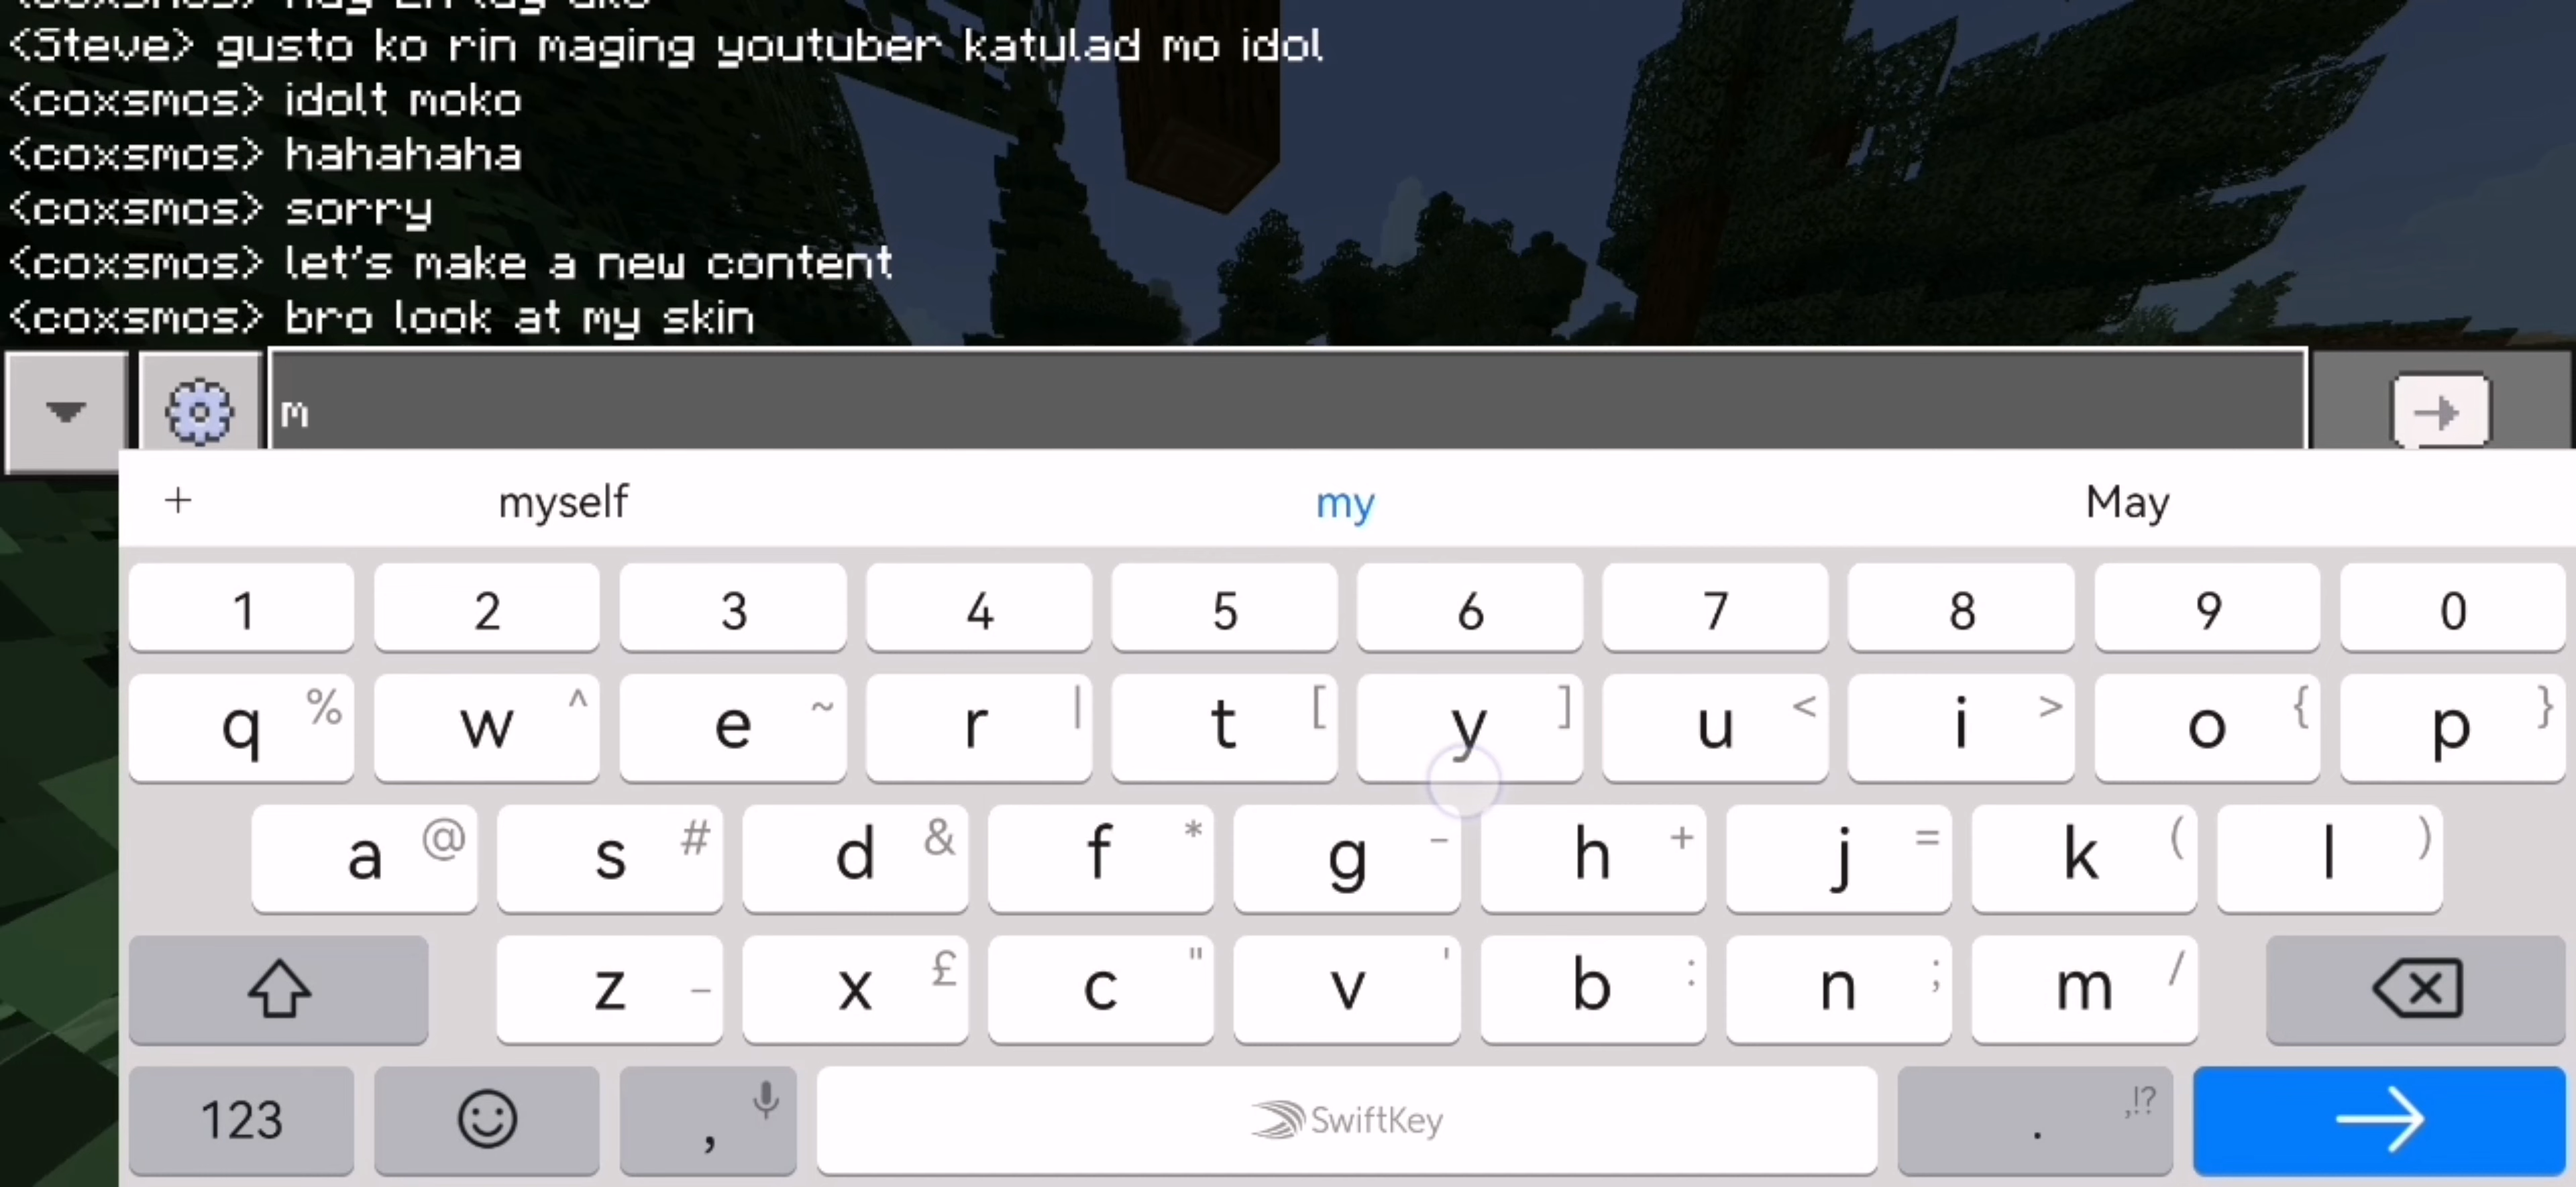 <Steve> gusto ko rin maging youtuber katulad mo idol
<coxsmos> idolt moko
<coxsmos> hahahaha
<coxsmos> sorry
<coxsmos> let's make a new content
<coxsmos> bro look at my skin
m
+ myself my May
1 2 3 4 5 6 7 8 9 0
q % w ^ e ~ r | t [ y ] u < i > o { p }
a @ s # d & f * g - h + j = k ( l )
z _ x £ c " v ' b : n ; m /
123 , SwiftKey . ,!?